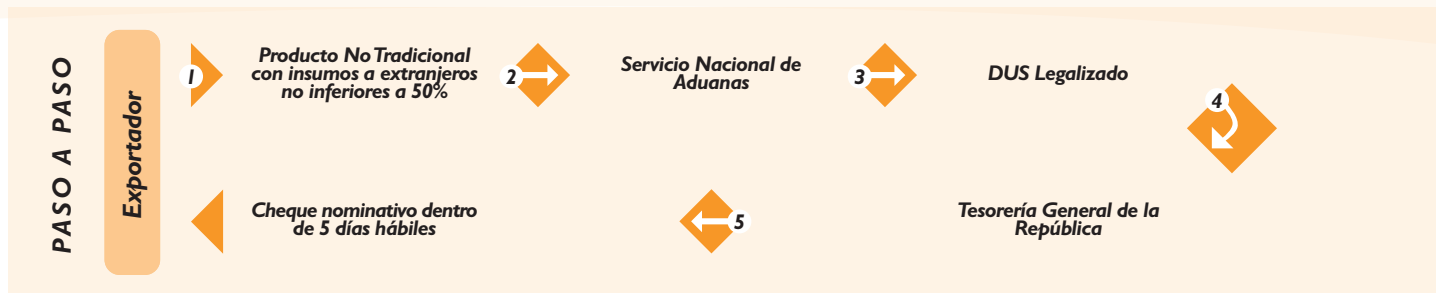 PASO A PASO
Exportador
1
Producto No Tradicional
con insumos a extranjeros
no inferiores a 50%
2
Servicio Nacional de
Aduanas
3
DUS Legalizado
4
Tesorería General de la
República
5
Cheque nominativo dentro
de 5 días hábiles